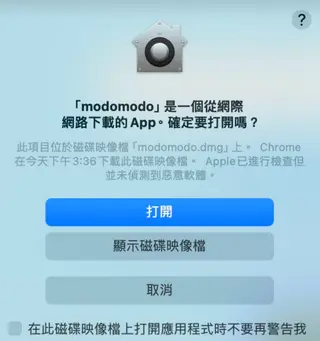 ?
「modomodo」是一個從網際
網路下載的App。確定要打開嗎？
此項目位於磁碟映像檔「modomodo.dmg」上。 Chrome
在今天下午3:36下載此磁碟映像檔。 Apple已進行檢查但
並未偵測到惡意軟體。
打開
顯示磁碟映像檔
取消
在此磁碟映像檔上打開應用程式時不要再警告我